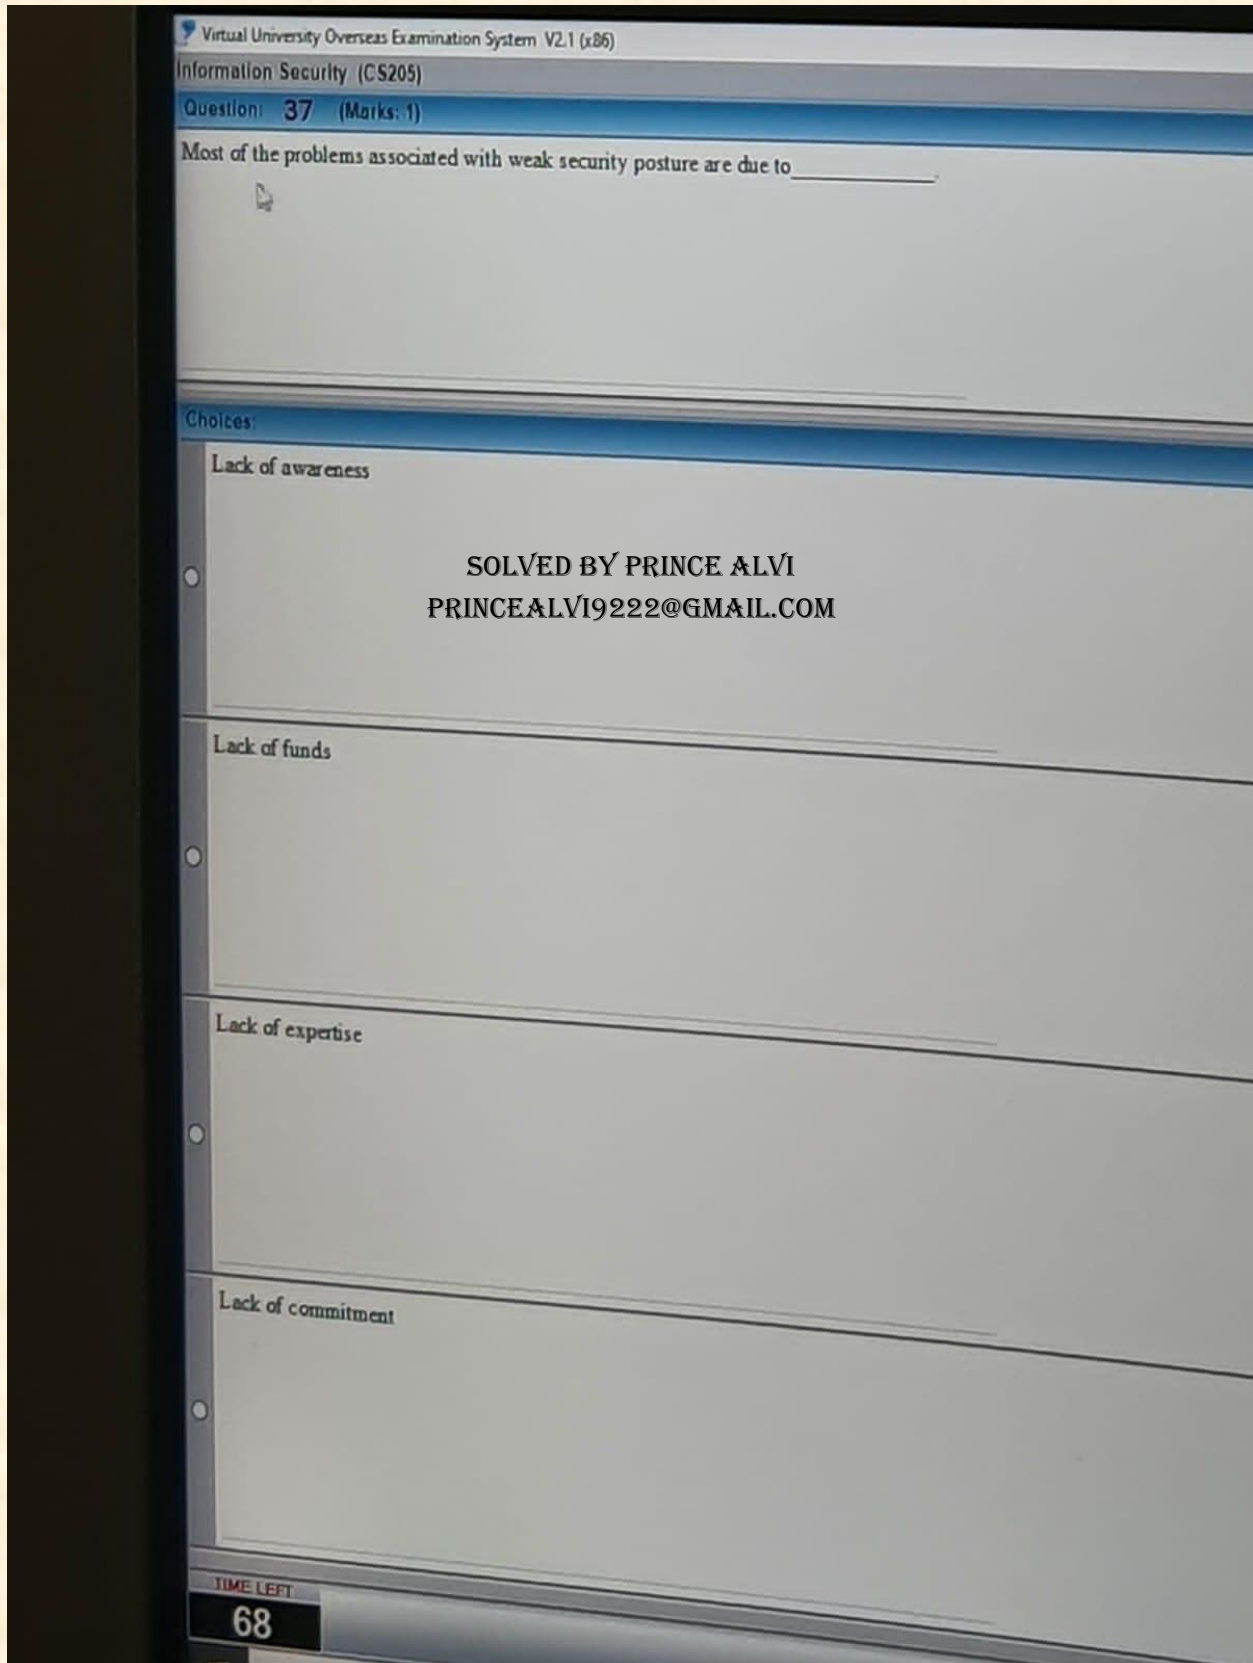 Virtual University Overseas Examination System V2.1 (x86)
Information Security (CS205)
Question: 37 (Marks: 1)
Most of the problems associated with weak security posture are due to____________.
Choices:
Lack of awareness
SOLVED BY PRINCE ALVI
PRINCEALVI9222@GMAIL.COM
Lack of funds
Lack of expertise
Lack of commitment
TIME LEFT
68